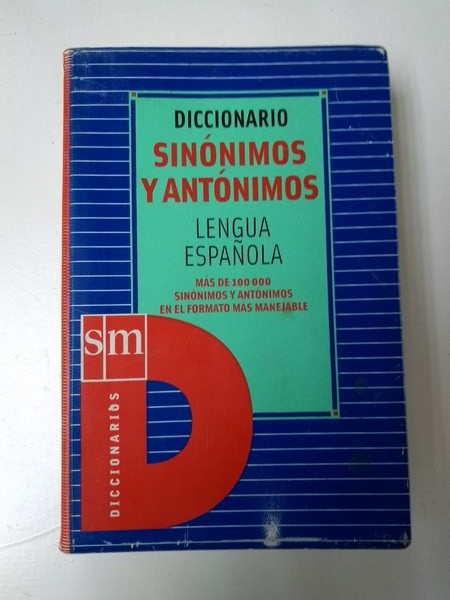 DICCIONARIO
SINÓNIMOS
Y ANTÓNIMOS
LENGUA
ESPAÑOLA
MÁS DE 100 000
SINÓNIMOS Y ANTÓNIMOS
EN EL FORMATO MÁS MANEJABLE
sm
DICCIONARIOS